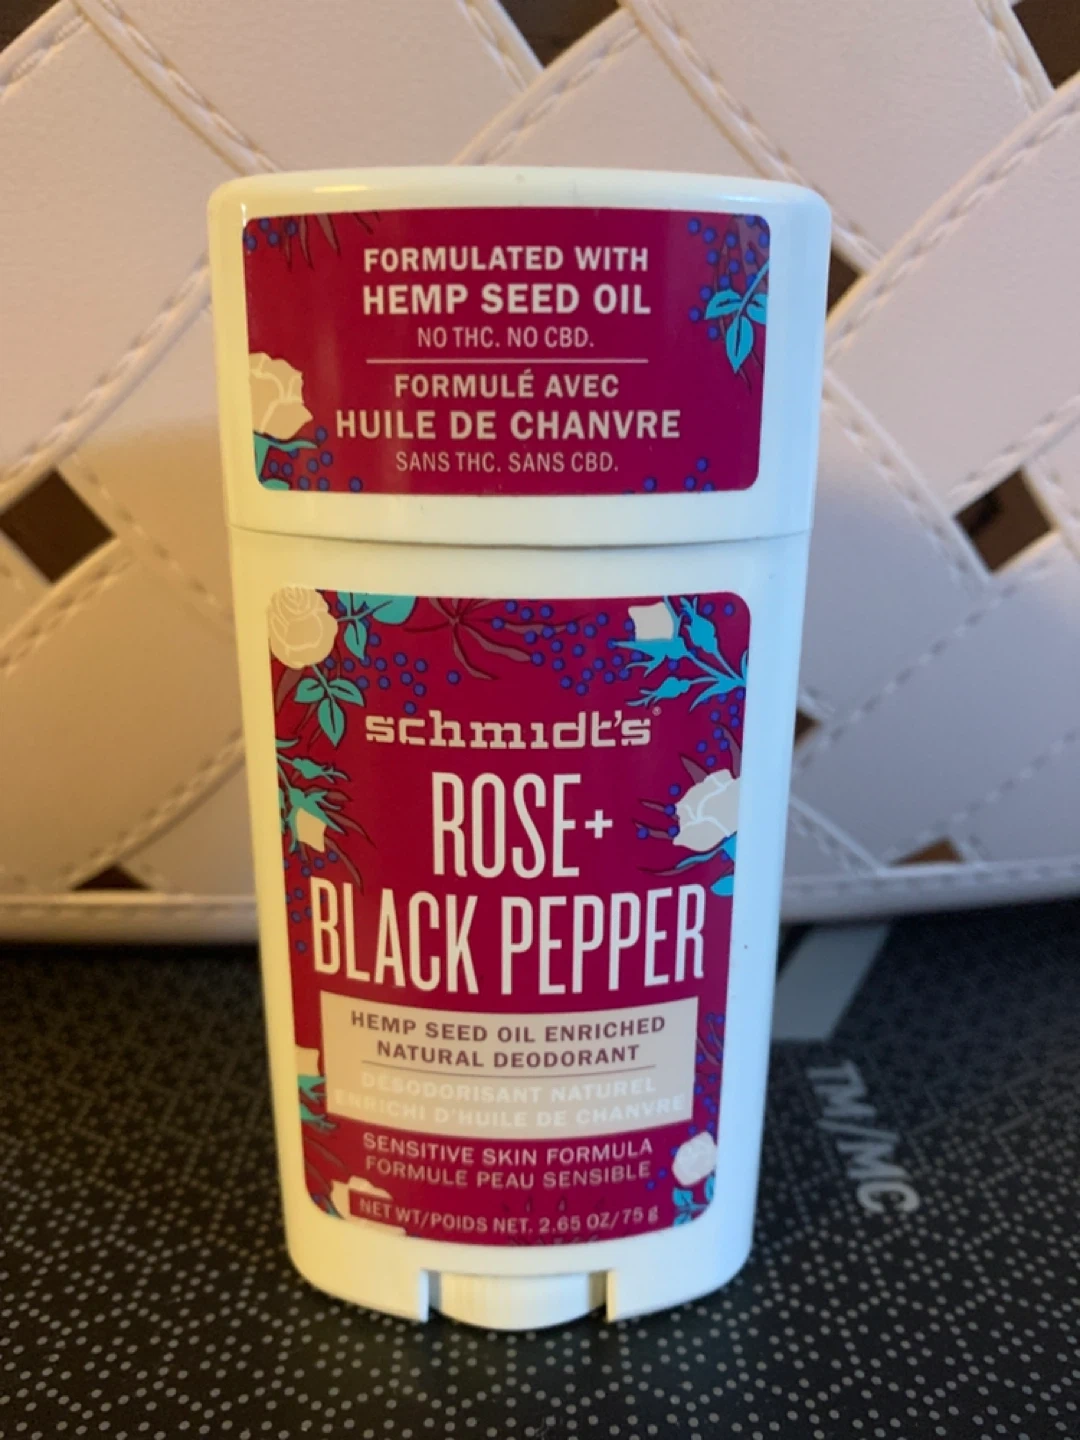 FORMULATED WITH
HEMP SEED OIL
NO THC. NO CBD.
FORMULÉ AVEC
HUILE DE CHANVRE
SANS THC. SANS CBD.
schmidt's®
ROSE+
BLACK PEPPER
HEMP SEED OIL ENRICHED
NATURAL DEODORANT
DÉSODORISANT NATUREL
ENRICHI D'HUILE DE CHANVRE
SENSITIVE SKIN FORMULA
FORMULE PEAU SENSIBLE
NET WT/POIDS NET. 2.65 OZ/75 g
TM/MC